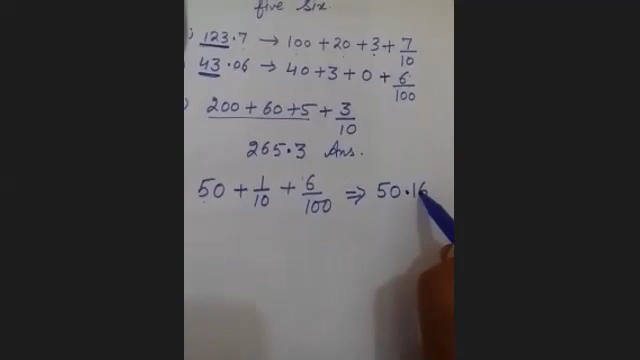 five six.
) 123.7 → 100 + 20 + 3 + 7/10
43.06 → 40 + 3 + 0 + 6/100
) 200 + 60 + 5 + 3/10
265.3 Ans.
50 + 1/10 + 6/100 ⇒ 50.16